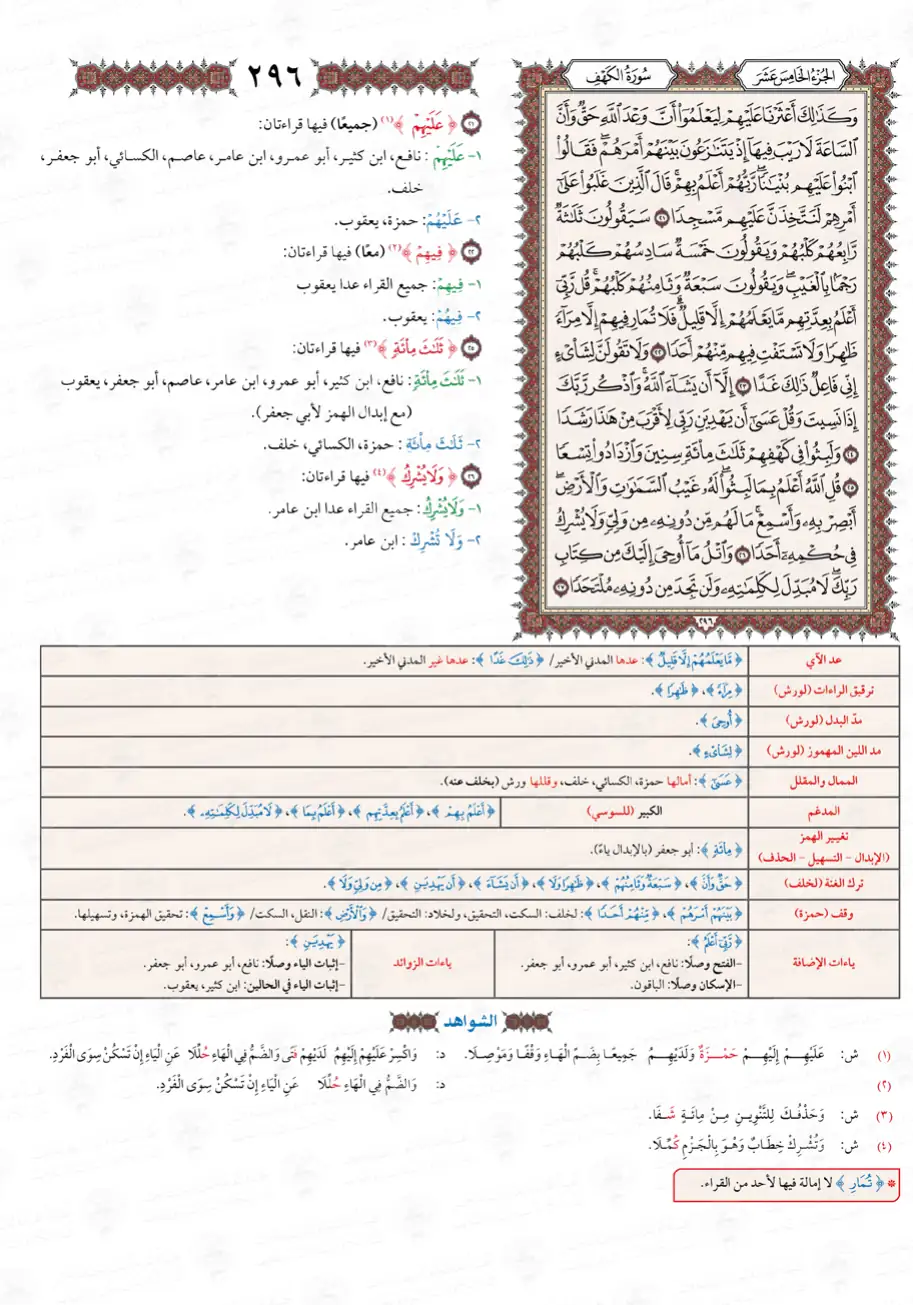 الجزء الخامس عشر
سورة الكهف
وَكَذَٰلِكَ أَعْثَرْنَا عَلَيْهِمْ لِيَعْلَمُوٓا۟ أَنَّ وَعْدَ ٱللَّهِ حَقٌّ وَأَنَّ
ٱلسَّاعَةَ لَا رَيْبَ فِيهَآ إِذْ يَتَنَٰزَعُونَ بَيْنَهُمْ أَمْرَهُمْ ۖ فَقَالُوا۟
ٱبْنُوا۟ عَلَيْهِم بُنْيَٰنًا ۖ رَّبُّهُمْ أَعْلَمُ بِهِمْ ۚ قَالَ ٱلَّذِينَ غَلَبُوا۟ عَلَىٰٓ
أَمْرِهِمْ لَنَتَّخِذَنَّ عَلَيْهِم مَّسْجِدًا ٢١ سَيَقُولُونَ ثَلَٰثَةٌ
رَّابِعُهُمْ كَلْبُهُمْ وَيَقُولُونَ خَمْسَةٌ سَادِسُهُمْ كَلْبُهُمْ
رَجْمًۢا بِٱلْغَيْبِ ۖ وَيَقُولُونَ سَبْعَةٌ وَثَامِنُهُمْ كَلْبُهُمْ ۚ قُل رَّبِّىٓ
أَعْلَمُ بِعِدَّتِهِم مَّا يَعْلَمُهُمْ إِلَّا قَلِيلٌ ۗ فَلَا تُمَارِ فِيهِمْ إِلَّا مِرَآءً
ظَٰهِرًا وَلَا تَسْتَفْتِ فِيهِم مِّنْهُمْ أَحَدًا ٢٢ وَلَا تَقُولَنَّ لِشَا۟ىْءٍ
إِنِّى فَاعِلٌ ذَٰلِكَ غَدًا ٢٣ إِلَّآ أَن يَشَآءَ ٱللَّهُ ۚ وَٱذْكُر رَّبَّكَ
إِذَا نَسِيتَ وَقُلْ عَسَىٰٓ أَن يَهْدِيَنِ رَبِّى لِأَقْرَبَ مِنْ هَٰذَا رَشَدًا
٢٤ وَلَبِثُوا۟ فِى كَهْفِهِمْ ثَلَٰثَ مِا۟ئَةٍ سِنِينَ وَٱزْدَادُوا۟ تِسْعًا
٢٥ قُلِ ٱللَّهُ أَعْلَمُ بِمَا لَبِثُوا۟ ۖ لَهُۥ غَيْبُ ٱلسَّمَٰوَٰتِ وَٱلْأَرْضِ ۖ
أَبْصِرْ بِهِۦ وَأَسْمِعْ ۚ مَا لَهُم مِّن دُونِهِۦ مِن وَلِىٍّ وَلَا يُشْرِكُ
فِى حُكْمِهِۦٓ أَحَدًا ٢٦ وَٱتْلُ مَآ أُوحِىَ إِلَيْكَ مِن كِتَابِ
رَبِّكَ ۖ لَا مُبَدِّلَ لِكَلِمَٰتِهِۦ وَلَن تَجِدَ مِن دُونِهِۦ مُلْتَحَدًا ٢٧
٢٩٦
٢٩٦
٢١ ﴿ عَلَيْهِمْ ﴾(١) (جميعًا) فيها قراءتان:
١- عَلَيْهِمْ : نافع، ابن كثير، أبو عمرو، ابن عامر، عاصم، الكسائي، أبو جعفر،
خلف.
٢- عَلَيْهُمْ: حمزة، يعقوب.
٢٢ ﴿ فِيهِمْ ﴾(٢) (معًا) فيها قراءتان:
١- فِيهِمْ: جميع القراء عدا يعقوب
٢- فِيهُمْ: يعقوب.
٢٥ ﴿ ثَلَٰثَ مِا۟ئَةٍ ﴾(٣) فيها قراءتان:
١- ثَلَٰثَ مِا۟ئَةٍ: نافع، ابن كثير، أبو عمرو، ابن عامر، عاصم، أبو جعفر، يعقوب
(مع إبدال الهمز لأبي جعفر).
٢- ثَلَٰثَ مِا۟ئَةِ : حمزة، الكسائي، خلف.
٢٦ ﴿ وَلَا يُشْرِكُ ﴾(٤) فيها قراءتان:
١- وَلَا يُشْرِكُ: جميع القراء عدا ابن عامر.
٢- وَلَا تُشْرِكْ : ابن عامر.
عد الآي ﴿ مَّا يَعْلَمُهُمْ إِلَّا قَلِيلٌ ﴾: عدها المدني الأخير/ ﴿ ذَٰلِكَ غَدًا ﴾: عدها غير المدني الأخير.
ترقيق الراءات (لورش) ﴿ مِرَآءً ﴾، ﴿ ظَٰهِرًا ﴾.
مدّ البدل (لورش) ﴿ أُوحِىَ ﴾.
مد اللين المهموز (لورش) ﴿ لِشَا۟ىْءٍ ﴾.
الممال والمقلل ﴿ عَسَىٰٓ ﴾: أمالها حمزة، الكسائي، خلف، وقللها ورش (بخلف عنه).
المدغم الكبير (للسوسي) ﴿ أَعْلَمُ بِهِمْ ﴾، ﴿ أَعْلَمُ بِعِدَّتِهِم ﴾، ﴿ أَعْلَمُ بِمَا ﴾، ﴿ لَا مُبَدِّلَ لِكَلِمَٰتِهِۦ ﴾.
تغيير الهمز
(الإبدال - التسهيل - الحذف) ﴿ مِا۟ئَةٍ ﴾: أبو جعفر (بالإبدال ياءً).
ترك الغنة (لخلف) ﴿ حَقٌّ وَأَنَّ ﴾، ﴿ سَبْعَةٌ وَثَامِنُهُمْ ﴾، ﴿ ظَٰهِرًا وَلَا ﴾، ﴿ أَن يَشَآءَ ﴾، ﴿ أَن يَهْدِيَنِ ﴾، ﴿ مِن وَلِىٍّ وَلَا ﴾.
وقف (حمزة) ﴿ بَيْنَهُمْ أَمْرَهُمْ ﴾، ﴿ مِّنْهُمْ أَحَدًا ﴾: لخلف: السكت، التحقيق، ولخلاد: التحقيق/ ﴿ وَٱلْأَرْضِ ﴾: النقل، السكت/ ﴿ وَأَسْمِعْ ﴾: تحقيق الهمزة، وتسهيلها.
ياءات الإضافة
﴿ رَّبِّىٓ أَعْلَمُ ﴾:
-الفتح وصلًا: نافع، ابن كثير، أبو عمرو، أبو جعفر.
-الإسكان وصلًا: الباقون.
ياءات الزوائد
﴿ يَهْدِيَنِ ﴾:
-إثبات الياء وصلًا: نافع، أبو عمرو، أبو جعفر.
-إثبات الياء في الحالين: ابن كثير، يعقوب.
الشواهد
(١) ش: عَلَيْهِمْ إِلَيْهِمْ حَمْزَةٌ وَلَدَيْهِمُ جَمِيعًا بِضَمِّ الْهَاءِ وَقْفًا وَمَوْصِلَا. د: وَاكْسِرْ عَلَيْهِمْ إِلَيْهِمُ لَدَيْهِمْ فَتًى وَالضَّمُّ فِي الْهَاءِ حُلِّلَا عَنِ الْيَاءِ إِنْ تَسْكُنْ سِوَى الْفَرْدِ.
(٢) د: وَالضَّمُّ فِي الْهَاءِ حُلِّلَا عَنِ الْيَاءِ إِنْ تَسْكُنْ سِوَى الْفَرْدِ.
(٣) ش: وَحَذْفُكَ لِلتَّنْوِينِ مِنْ مِائَةٍ شَفَا.
(٤) ش: وَتُشْرِكْ خِطَابٌ وَهْوَ بِالْجَزْمِ كُمِّلَا.
* ﴿ تُمَارِ ﴾ لا إمالة فيها لأحد من القراء.